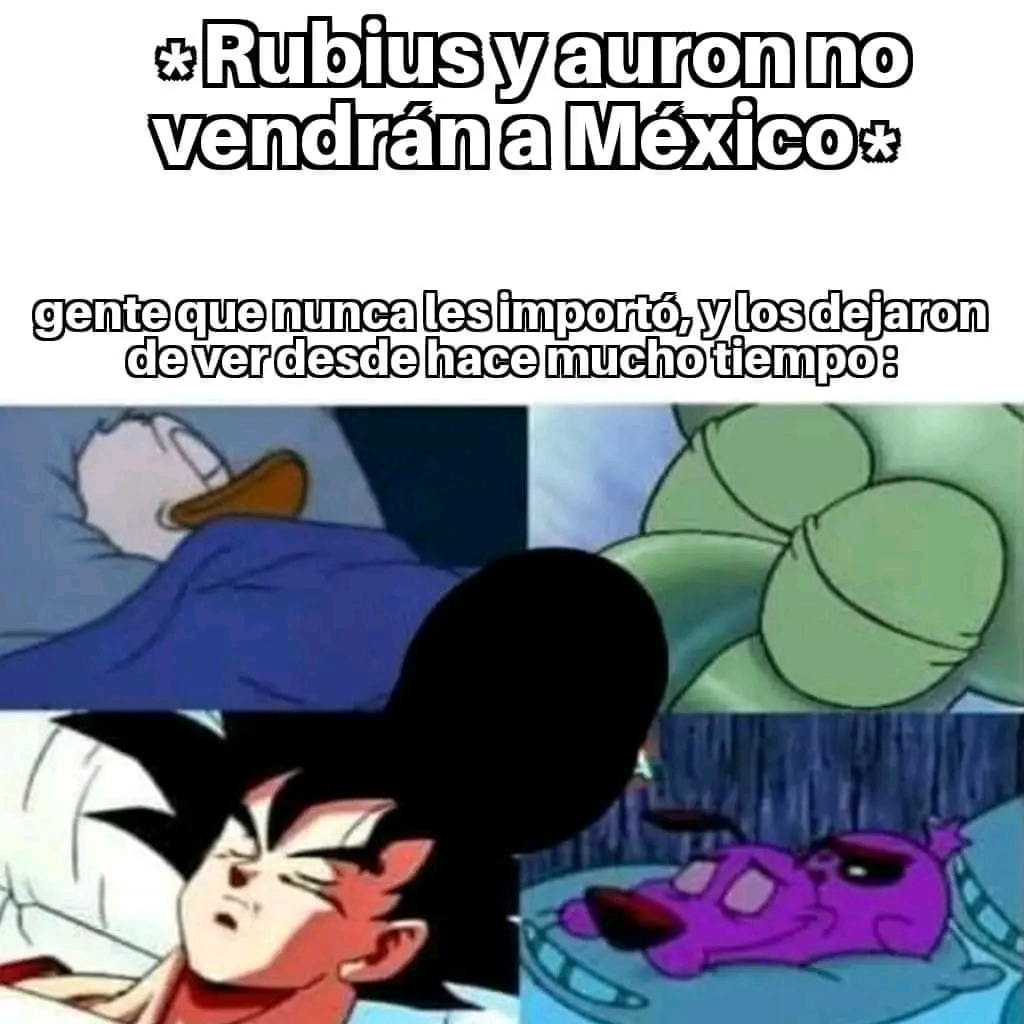 *Rubius y auron no
vendrán a México*
gente que nunca les importó, y los dejaron
de ver desde hace mucho tiempo :